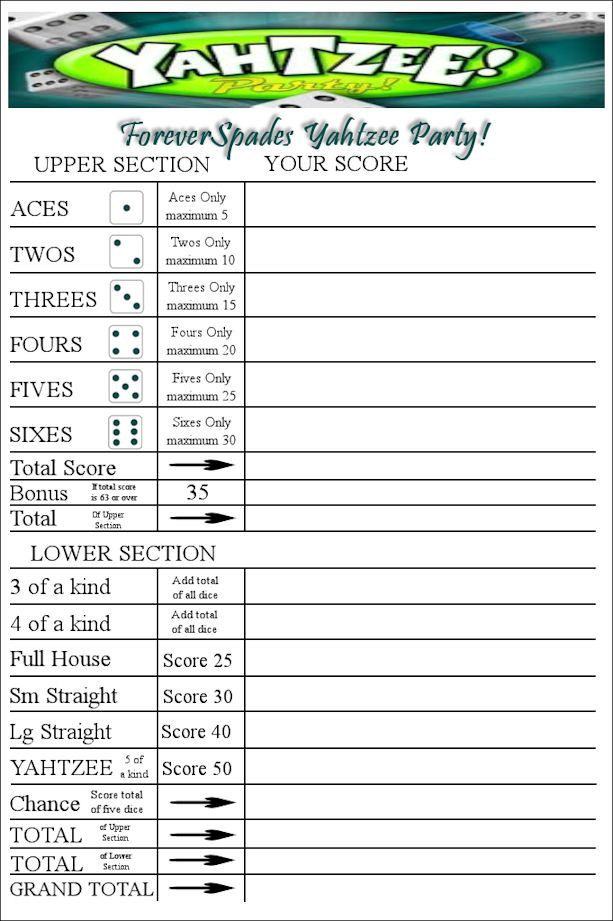 YAHTZEE!
Party!
ForeverSpades Yahtzee Party!
UPPER SECTION YOUR SCORE
ACES Aces Only
maximum 5
TWOS Twos Only
maximum 10
THREES Threes Only
maximum 15
FOURS Fours Only
maximum 20
FIVES Fives Only
maximum 25
SIXES Sixes Only
maximum 30
Total Score
Bonus If total score
is 63 or over 35
Total Of Upper
Section
LOWER SECTION
3 of a kind Add total
of all dice
4 of a kind Add total
of all dice
Full House Score 25
Sm Straight Score 30
Lg Straight Score 40
YAHTZEE 5 of
a kind Score 50
Chance Score total
of five dice
TOTAL of Upper
Section
TOTAL of Lower
Section
GRAND TOTAL